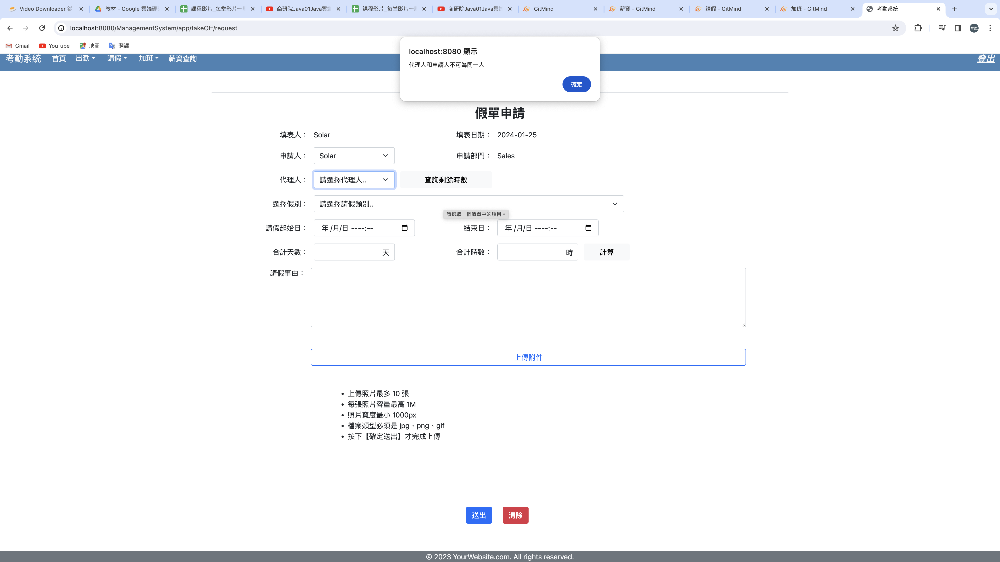 Video Downloader 從
教材 - Google 雲端硬
課程影片_每堂影片一
商研院Java01Java雲
課程影片_每堂影片一
商研院Java01Java雲
GitMind
薪資 - GitMind
請假 - GitMind
加班 - GitMind
考勤系統
localhost:8080/ManagementSystem/app/takeOff/request
育庭
Gmail YouTube 地圖 翻譯
localhost:8080 顯示
代理人和申請人不可為同一人
確定
考勤系統 首頁 出勤 請假 加班 薪資查詢 登出
假單申請
填表人： Solar 填表日期： 2024-01-25
申請人： Solar 申請部門： Sales
代理人： 請選擇代理人.. 查詢剩餘時數
選擇假別： 請選擇請假類別..
請選取一個清單中的項目。
請假起始日： 年 /月/日 ----:-- 結束日： 年 /月/日 ----:--
合計天數： 天 合計時數： 時 計算
請假事由：
上傳附件
• 上傳照片最多 10 張
• 每張照片容量最高 1M
• 照片寬度最小 1000px
• 檔案類型必須是 jpg、png、gif
• 按下【確定送出】才完成上傳
送出 清除
© 2023 YourWebsite.com. All rights reserved.